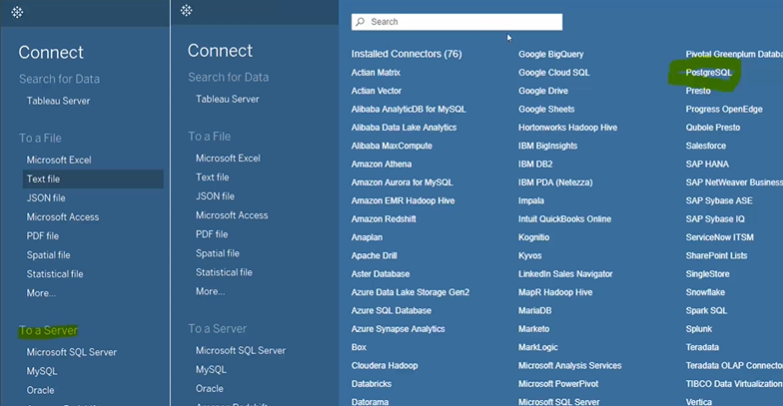 Connect
Search for Data
Tableau Server
To a File
Microsoft Excel
Text file
JSON file
Microsoft Access
PDF file
Spatial file
Statistical file
More...
To a Server
Microsoft SQL Server
MySQL
Oracle
Connect
Search for Data
Tableau Server
To a File
Microsoft Excel
Text file
JSON file
Microsoft Access
PDF file
Spatial file
Statistical file
More...
To a Server
Microsoft SQL Server
MySQL
Oracle
Search
Installed Connectors (76)
Actian Matrix
Actian Vector
Alibaba AnalyticDB for MySQL
Alibaba Data Lake Analytics
Alibaba MaxCompute
Amazon Athena
Amazon Aurora for MySQL
Amazon EMR Hadoop Hive
Amazon Redshift
Anaplan
Apache Drill
Aster Database
Azure Data Lake Storage Gen2
Azure SQL Database
Azure Synapse Analytics
Box
Cloudera Hadoop
Databricks
Datorama
Google BigQuery
Google Cloud SQL
Google Drive
Google Sheets
Hortonworks Hadoop Hive
IBM BigInsights
IBM DB2
IBM PDA (Netezza)
Impala
Intuit QuickBooks Online
Kognitio
Kyvos
LinkedIn Sales Navigator
MapR Hadoop Hive
MariaDB
Marketo
MarkLogic
Microsoft Analysis Services
Microsoft PowerPivot
Microsoft SQL Server
Pivotal Greenplum Databa
PostgreSQL
Presto
Progress OpenEdge
Qubole Presto
Salesforce
SAP HANA
SAP NetWeaver Business
SAP Sybase ASE
SAP Sybase IQ
ServiceNow ITSM
SharePoint Lists
SingleStore
Snowflake
Spark SQL
Splunk
Teradata
Teradata OLAP Connecto
TIBCO Data Virtualization
Vertica